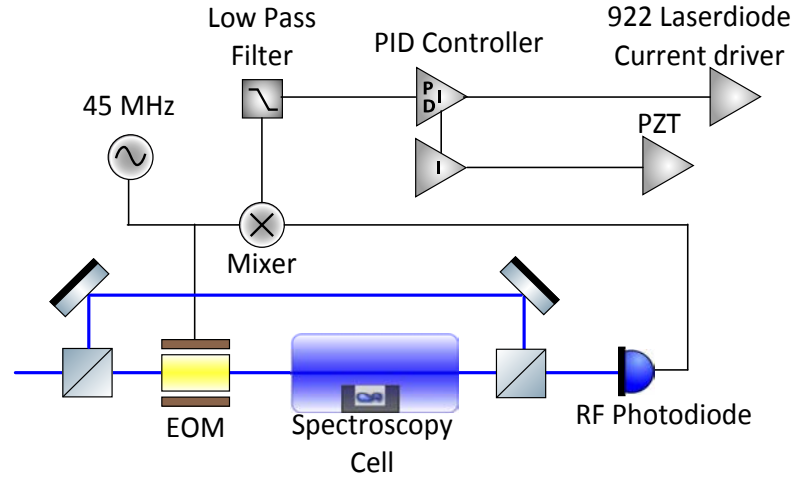 Low Pass
Filter
PID Controller
922 Laserdiode
Current driver
45 MHz
P
I
D
PZT
I
Mixer
EOM
Spectroscopy
Cell
RF Photodiode